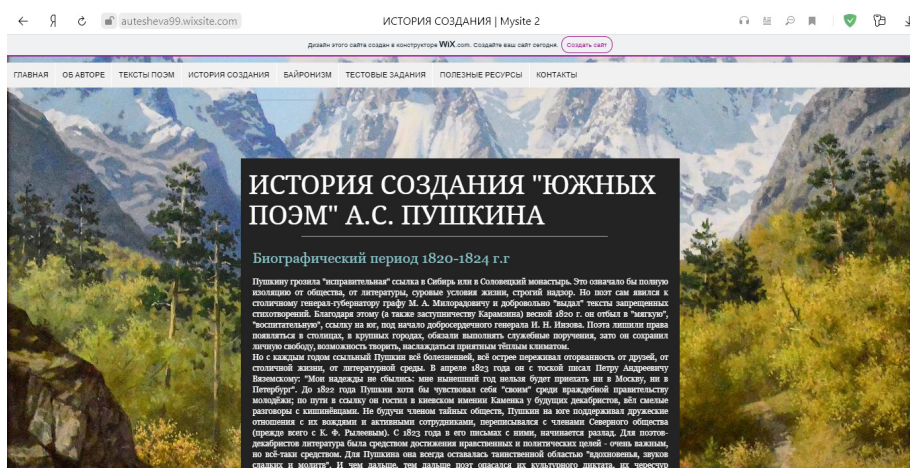 Я autesheva99.wixsite.com ИСТОРИЯ СОЗДАНИЯ | Mysite 2
Дизайн этого сайта создан в конструкторе WiX.com. Создайте ваш сайт сегодня. Создать сайт
ГЛАВНАЯ ОБ АВТОРЕ ТЕКСТЫ ПОЭМ ИСТОРИЯ СОЗДАНИЯ БАЙРОНИЗМ ТЕСТОВЫЕ ЗАДАНИЯ ПОЛЕЗНЫЕ РЕСУРСЫ КОНТАКТЫ
ИСТОРИЯ СОЗДАНИЯ "ЮЖНЫХ
ПОЭМ" А.С. ПУШКИНА
Биографический период 1820-1824 г.г
Пушкину грозила "исправительная" ссылка в Сибирь или в Соловецкий монастырь. Это означало бы полную
изоляцию от общества, от литературы, суровые условия жизни, строгий надзор. Но поэт сам явился к
столичному генерал-губернатору графу М. А. Милорадовичу и добровольно "выдал" тексты запрещенных
стихотворений. Благодаря этому (а также заступничеству Карамзина) весной 1820 г. он отбыл в "мягкую",
"воспитательную", ссылку на юг, под начало добросердечного генерала И. Н. Инзова. Поэта лишили права
появляться в столицах, в крупных городах, обязали выполнять служебные поручения, зато он сохранил
личную свободу, возможность творить, наслаждаться приятным тёплым климатом.
Но с каждым годом ссыльный Пушкин всё болезненней, всё острее переживал оторванность от друзей, от
столичной жизни, от литературной среды. В апреле 1823 года он с тоской писал Петру Андреевичу
Вяземскому: "Мои надежды не сбылись: мне нынешний год нельзя будет приехать ни в Москву, ни в
Петербург". До 1822 года Пушкин хотя бы чувствовал себя "своим" среди враждебной правительству
молодёжи; по пути в ссылку он гостил в киевском имении Каменка у будущих декабристов, вёл смелые
разговоры с кишинёвцами. Не будучи членом тайных обществ, Пушкин на юге поддерживал дружеские
отношения с их вождями и активными сотрудниками, переписывался с членами Северного общества
(прежде всего с К. Ф. Рылеевым). С 1823 года в его письмах с ними, начинается разлад. Для поэтов-
декабристов литература была средством достижения нравственных и политических целей - очень важным,
но всё-таки средством. Для Пушкина она всегда оставалась таинственной областью "вдохновенья, звуков
сладких и молитв". И чем дальше, тем дальше поэт опасался их культурного диктата, их чересчур